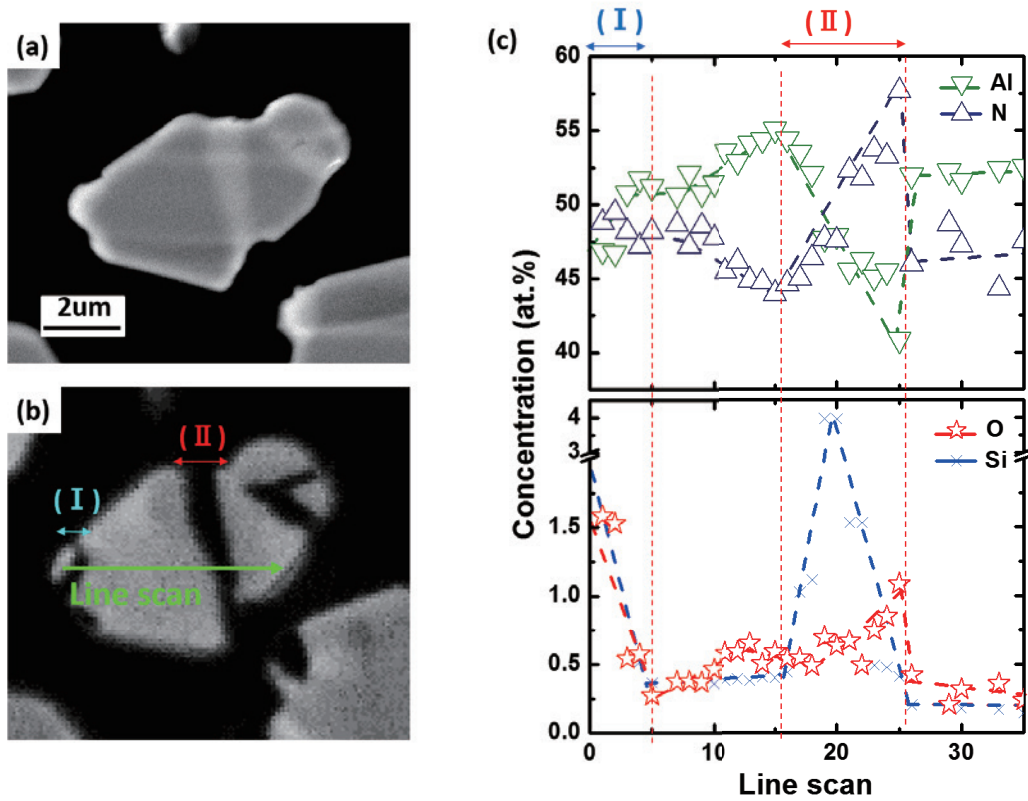 (a)
2um
(b)
(I)
(II)
Line scan
(c)
(I)
(II)
Al
N
60
55
50
45
40
O
Si
4
3
1.5
1.0
0.5
0.0
0
10
20
30
Concentration (at.%)
Line scan